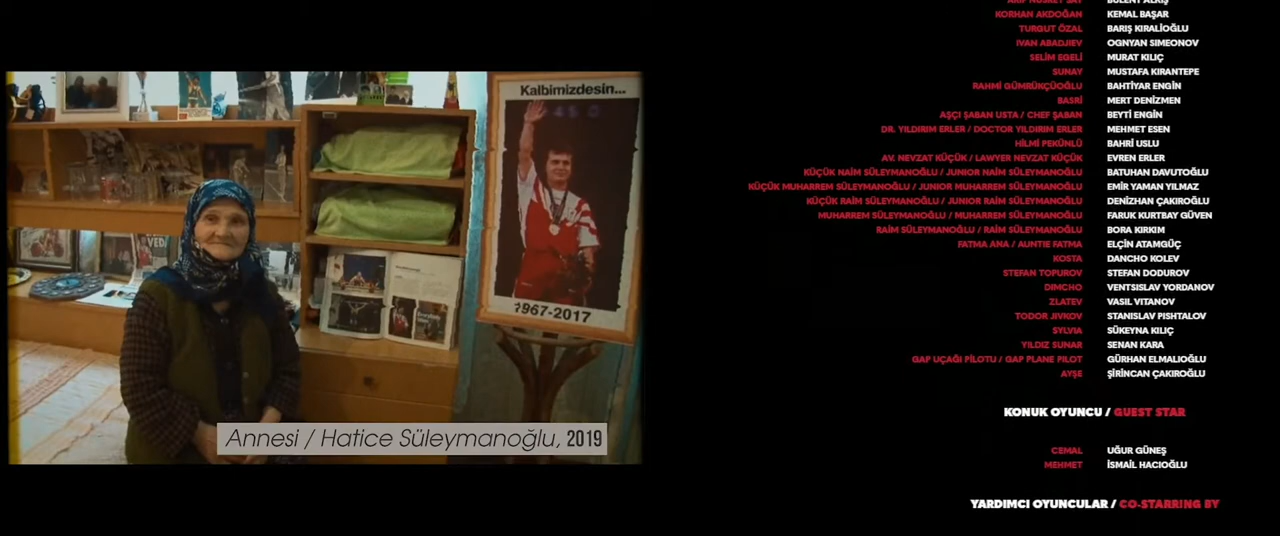 Kalbimizdesin...
VEDA
1967-2017
Annesi / Hatice Süleymanoğlu, 2019
KORHAN AKDOĞAN KEMAL BAŞAR
TURGUT ÖZAL BARIŞ KIRALİOĞLU
IVAN ABADJIEV OGNYAN SIMEONOV
SELİM EGELİ MURAT KILIÇ
SUNAY MUSTAFA KIRANTEPE
RAHMİ GÜMRÜKÇÜOĞLU BAHTİYAR ENGİN
BASRİ MERT DENİZMEN
AŞÇI ŞABAN USTA / CHEF ŞABAN BEYTİ ENGİN
DR. YILDIRIM ERLER / DOCTOR YILDIRIM ERLER MEHMET ESEN
HİLMİ PEKÜNLÜ BAHRİ USLU
AV. NEVZAT KÜÇÜK / LAWYER NEVZAT KÜÇÜK EVREN ERLER
KÜÇÜK NAİM SÜLEYMANOĞLU / JUNIOR NAİM SÜLEYMANOĞLU BATUHAN DAVUTOĞLU
KÜÇÜK MUHARREM SÜLEYMANOĞLU / JUNIOR MUHARREM SÜLEYMANOĞLU EMİR YAMAN YILMAZ
KÜÇÜK RAİM SÜLEYMANOĞLU / JUNIOR RAİM SÜLEYMANOĞLU DENİZHAN ÇAKIROĞLU
MUHARREM SÜLEYMANOĞLU / MUHARREM SÜLEYMANOĞLU FARUK KURTBAY GÜVEN
RAİM SÜLEYMANOĞLU / RAİM SÜLEYMANOĞLU BORA KIRKIM
FATMA ANA / AUNTIE FATMA ELÇİN ATAMGÜÇ
KOSTA DANCHO KOLEV
STEFAN TOPUROV STEFAN DODUROV
DIMCHO VENTSISLAV YORDANOV
ZLATEV VASIL VITANOV
TODOR JIVKOV STANISLAV PISHTALOV
SYLVIA SÜKEYNA KILIÇ
YILDIZ SUNAR SENAN KARA
GAP UÇAĞI PİLOTU / GAP PLANE PILOT GÜRHAN ELMALIOĞLU
AYŞE ŞİRİNCAN ÇAKIROĞLU
KONUK OYUNCU / GUEST STAR
CEMAL UĞUR GÜNEŞ
MEHMET İSMAİL HACIOĞLU
YARDIMCI OYUNCULAR / CO-STARRING BY